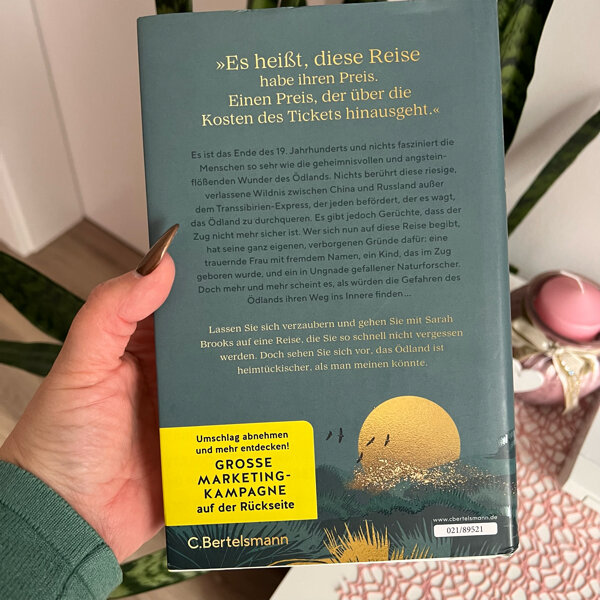 »Es heißt, diese Reise
habe ihren Preis.
Einen Preis, der über die
Kosten des Tickets hinausgeht.«
Es ist das Ende des 19. Jahrhunderts und nichts fasziniert die
Menschen so sehr wie die geheimnisvollen und angstein-
flößenden Wunder des Ödlands. Nichts berührt diese riesige,
verlassene Wildnis zwischen China und Russland außer
dem Transsibirien-Express, der jeden befördert, der es wagt,
das Ödland zu durchqueren. Es gibt jedoch Gerüchte, dass der
Zug nicht mehr sicher ist. Wer sich nun auf diese Reise begibt,
hat seine ganz eigenen, verborgenen Gründe dafür: eine
trauernde Frau mit fremdem Namen, ein Kind, das im Zug
geboren wurde, und ein in Ungnade gefallener Naturforscher.
Doch mehr und mehr scheint es, als würden die Gefahren des
Ödlands ihren Weg ins Innere finden ...
Lassen Sie sich verzaubern und gehen Sie mit Sarah
Brooks auf eine Reise, die Sie so schnell nicht vergessen
werden. Doch sehen Sie sich vor, das Ödland ist
heimtückischer, als man meinen könnte.
Umschlag abnehmen
und mehr entdecken!
GROSSE
MARKETING-
KAMPAGNE
auf der Rückseite
C.Bertelsmann
www.cbertelsmann.de
021/89521